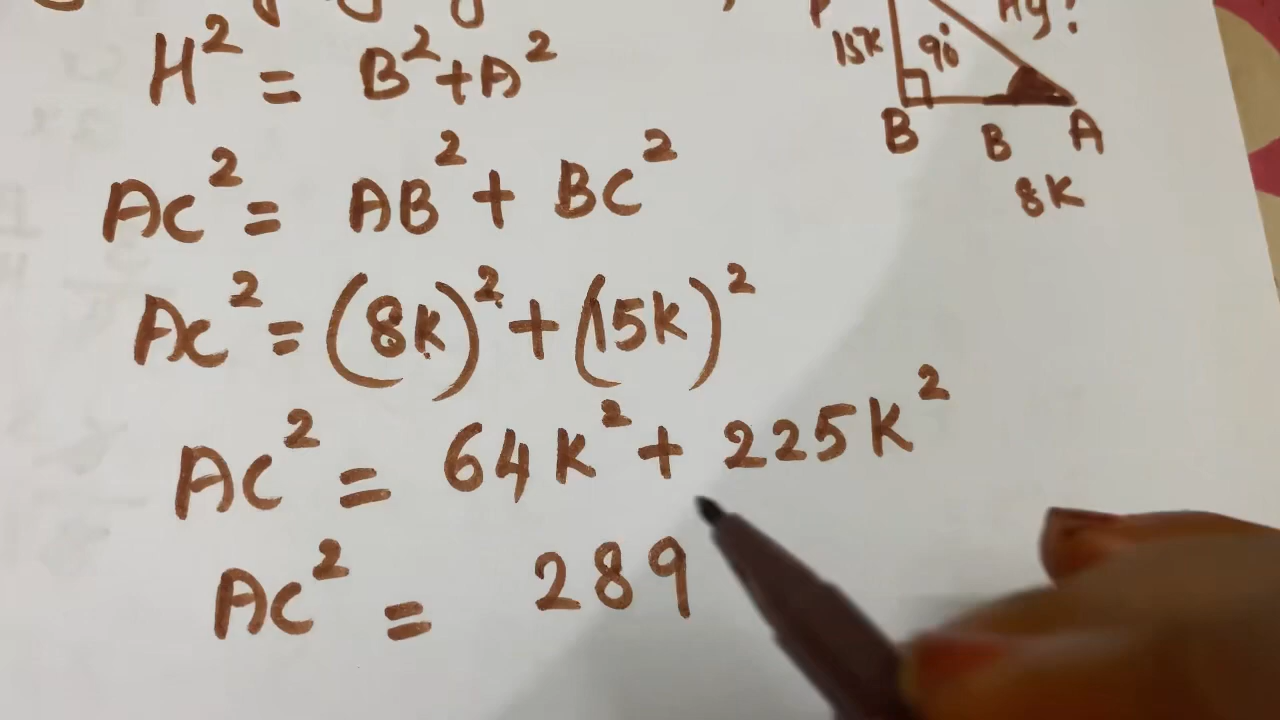 H² = B²+A²
15K 90°
Hy?
B B A
8K
AC² = AB² + BC²
AC² = (8K)² + (15K)²
AC² = 64K² + 225K²
AC² = 289